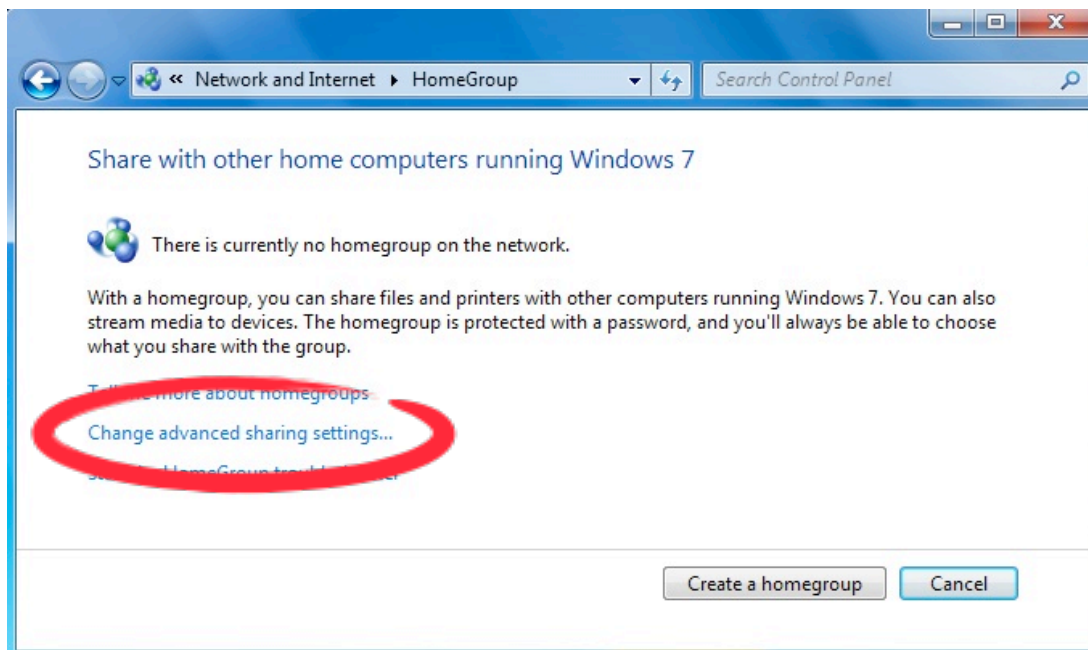 « Network and Internet ▸ HomeGroup
Search Control Panel
Share with other home computers running Windows 7
There is currently no homegroup on the network.
With a homegroup, you can share files and printers with other computers running Windows 7. You can also
stream media to devices. The homegroup is protected with a password, and you'll always be able to choose
what you share with the group.
more about homegroups
Change advanced sharing settings...
HomeGroup
Create a homegroup
Cancel